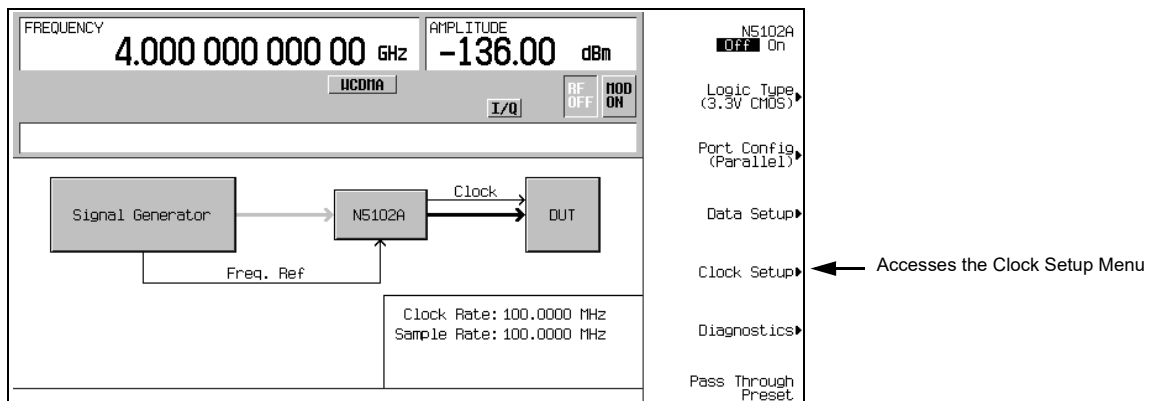 FREQUENCY
4.000 000 000 00 GHz
AMPLITUDE
-136.00 dBm
WCDMA
I/Q
RF
OFF
MOD
ON
Signal Generator
N5102A
Clock
DUT
Freq. Ref
Clock Rate: 100.0000 MHz
Sample Rate: 100.0000 MHz
N5102A
Off On
Logic Type
(3.3V CMOS)
Port Config
(Parallel)
Data Setup
Clock Setup
Accesses the Clock Setup Menu
Diagnostics
Pass Through
Preset